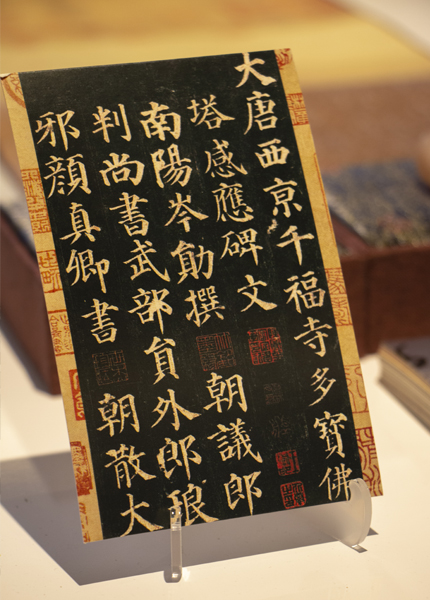 大唐西京千福寺多寶佛
塔感應碑文
南陽岑勛撰 朝議郎
判尚書武部員外郎琅
邪顏真卿書 朝散大